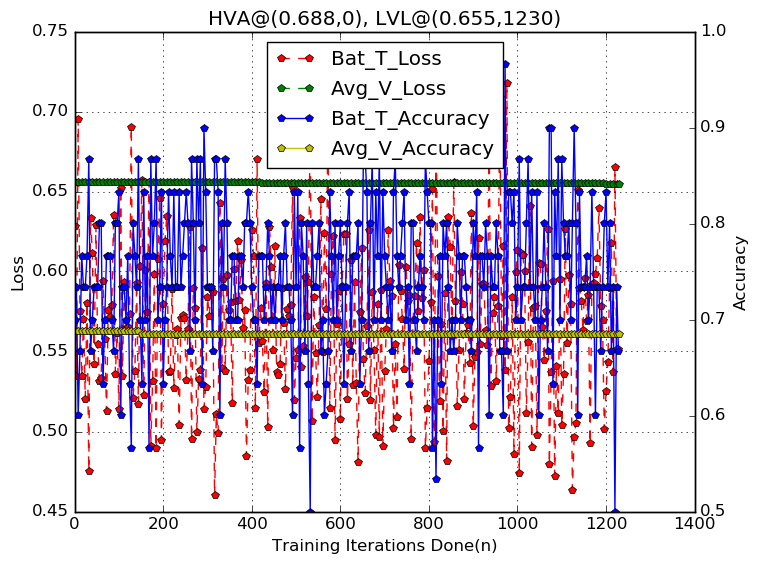 HVA@(0.688,0), LVL@(0.655,1230)
Bat_T_Loss
Avg_V_Loss
Bat_T_Accuracy
Avg_V_Accuracy
0.75
0.70
0.65
0.60
0.55
0.50
0.45
Loss
1.0
0.9
0.8
0.7
0.6
0.5
Accuracy
0 200 400 600 800 1000 1200 1400
Training Iterations Done(n)